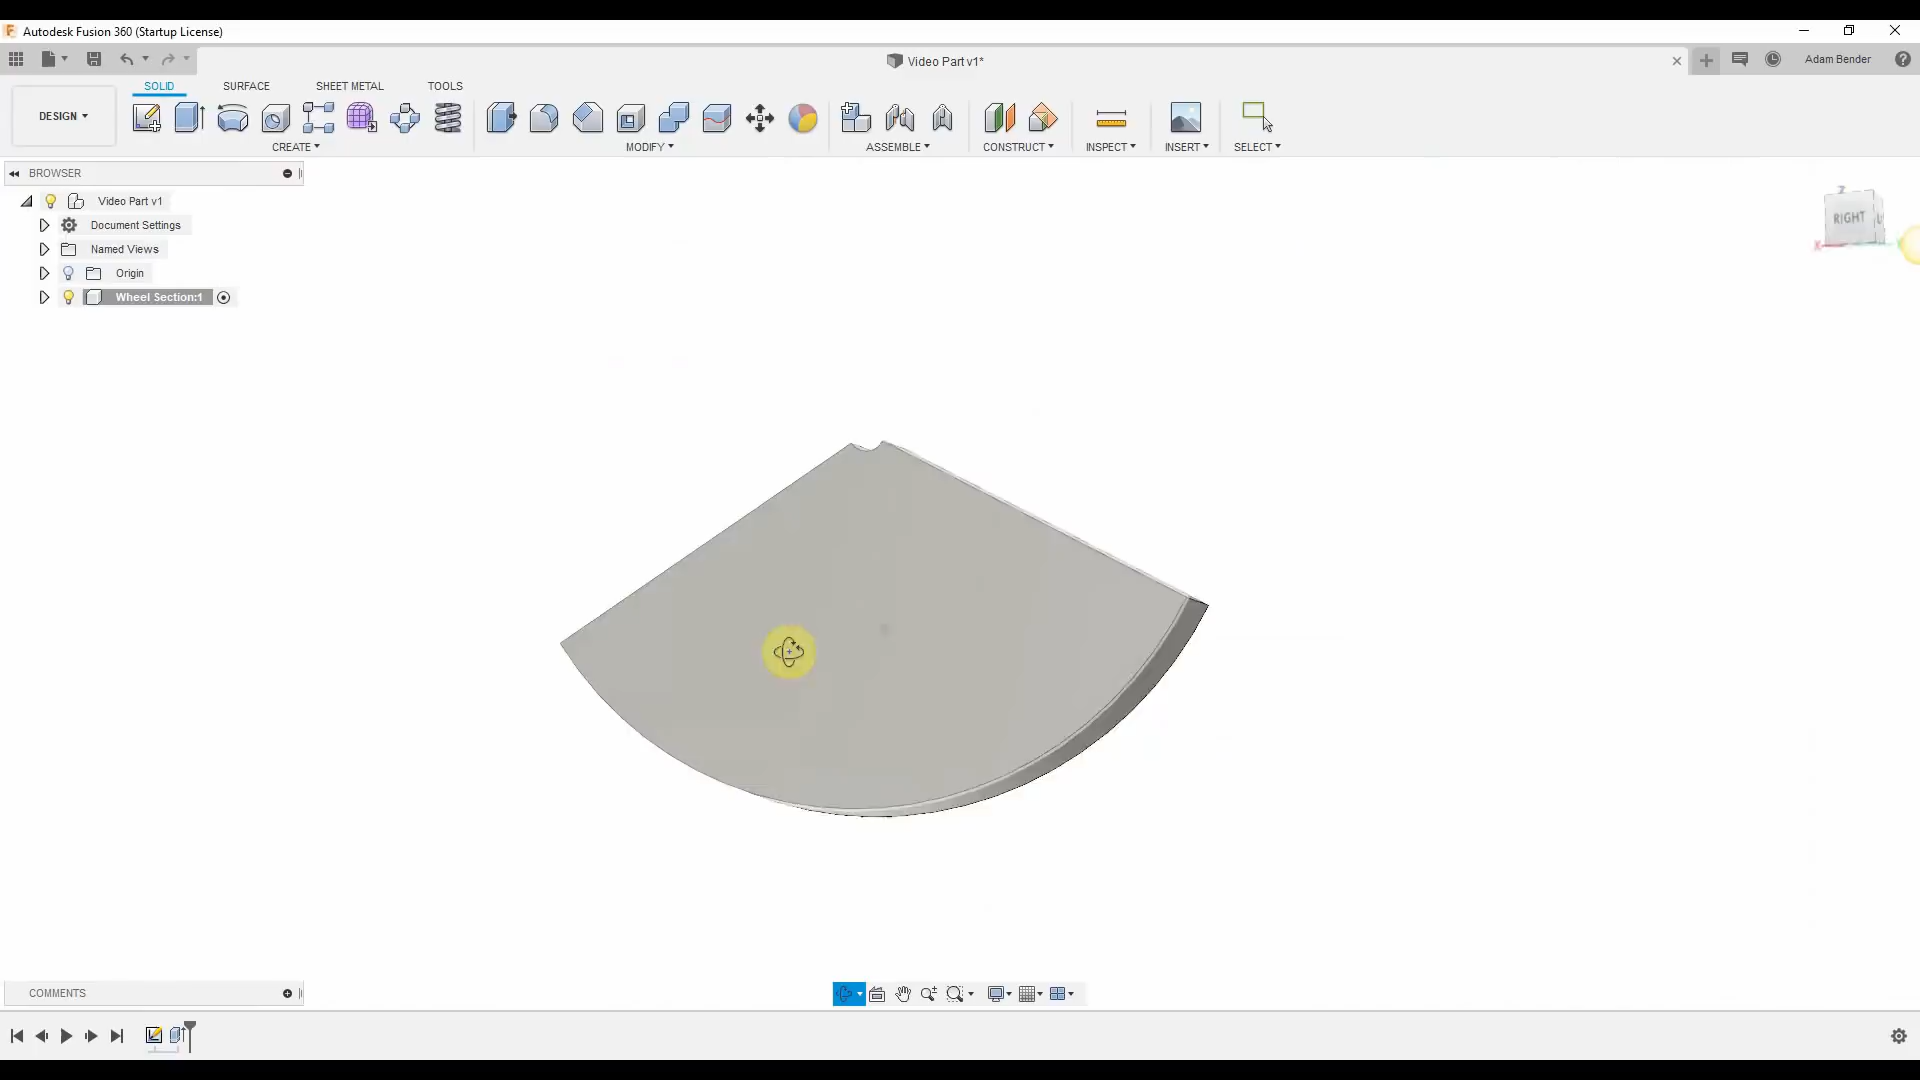 Autodesk Fusion 360 (Startup License)
Video Part v1*
Adam Bender
SOLID
SURFACE
SHEET METAL
TOOLS
DESIGN
CREATE
MODIFY
ASSEMBLE
CONSTRUCT
INSPECT
INSERT
SELECT
BROWSER
Video Part v1
Document Settings
Named Views
Origin
Wheel Section:1
Z
RIGHT
X
COMMENTS